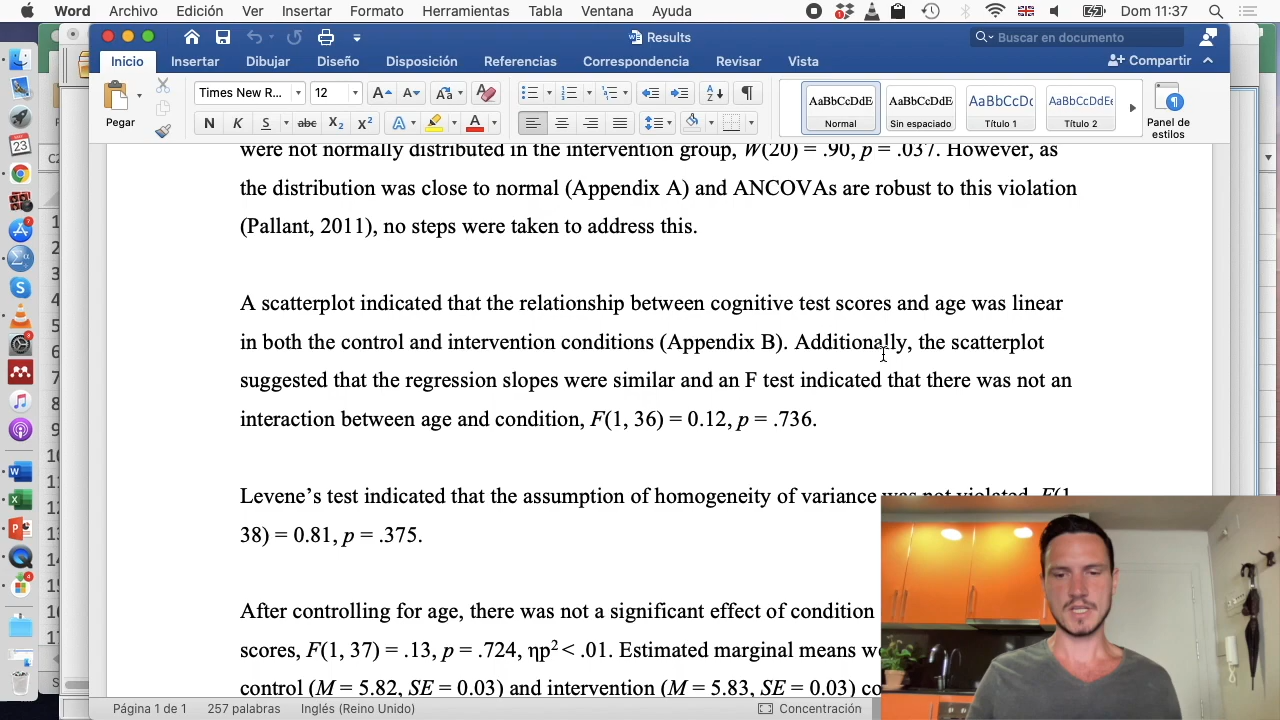 Word Archivo Edición Ver Insertar Formato Herramientas Tabla Ventana Ayuda Dom 11:37
Results
Buscar en documento
Inicio Insertar Dibujar Diseño Disposición Referencias Correspondencia Revisar Vista Compartir
Times New R... 12
AaBbCcDdE AaBbCcDdE AaBbCcDc AaBbCcDdE
Pegar
N K S abc X₂ X² A A
Normal Sin espaciado Título 1 Título 2
Panel de estilos
were not normally distributed in the intervention group, W(20) = .90, p = .037. However, as
the distribution was close to normal (Appendix A) and ANCOVAs are robust to this violation
(Pallant, 2011), no steps were taken to address this.
A scatterplot indicated that the relationship between cognitive test scores and age was linear
in both the control and intervention conditions (Appendix B). Additionally, the scatterplot
suggested that the regression slopes were similar and an F test indicated that there was not an
interaction between age and condition, F(1, 36) = 0.12, p = .736.
Levene’s test indicated that the assumption of homogeneity of variance was not violated, F(1,
38) = 0.81, p = .375.
After controlling for age, there was not a significant effect of condition
scores, F(1, 37) = .13, p = .724, ηp² < .01. Estimated marginal means
control (M = 5.82, SE = 0.03) and intervention (M = 5.83, SE = 0.03)
Página 1 de 1 257 palabras Inglés (Reino Unido) Concentración